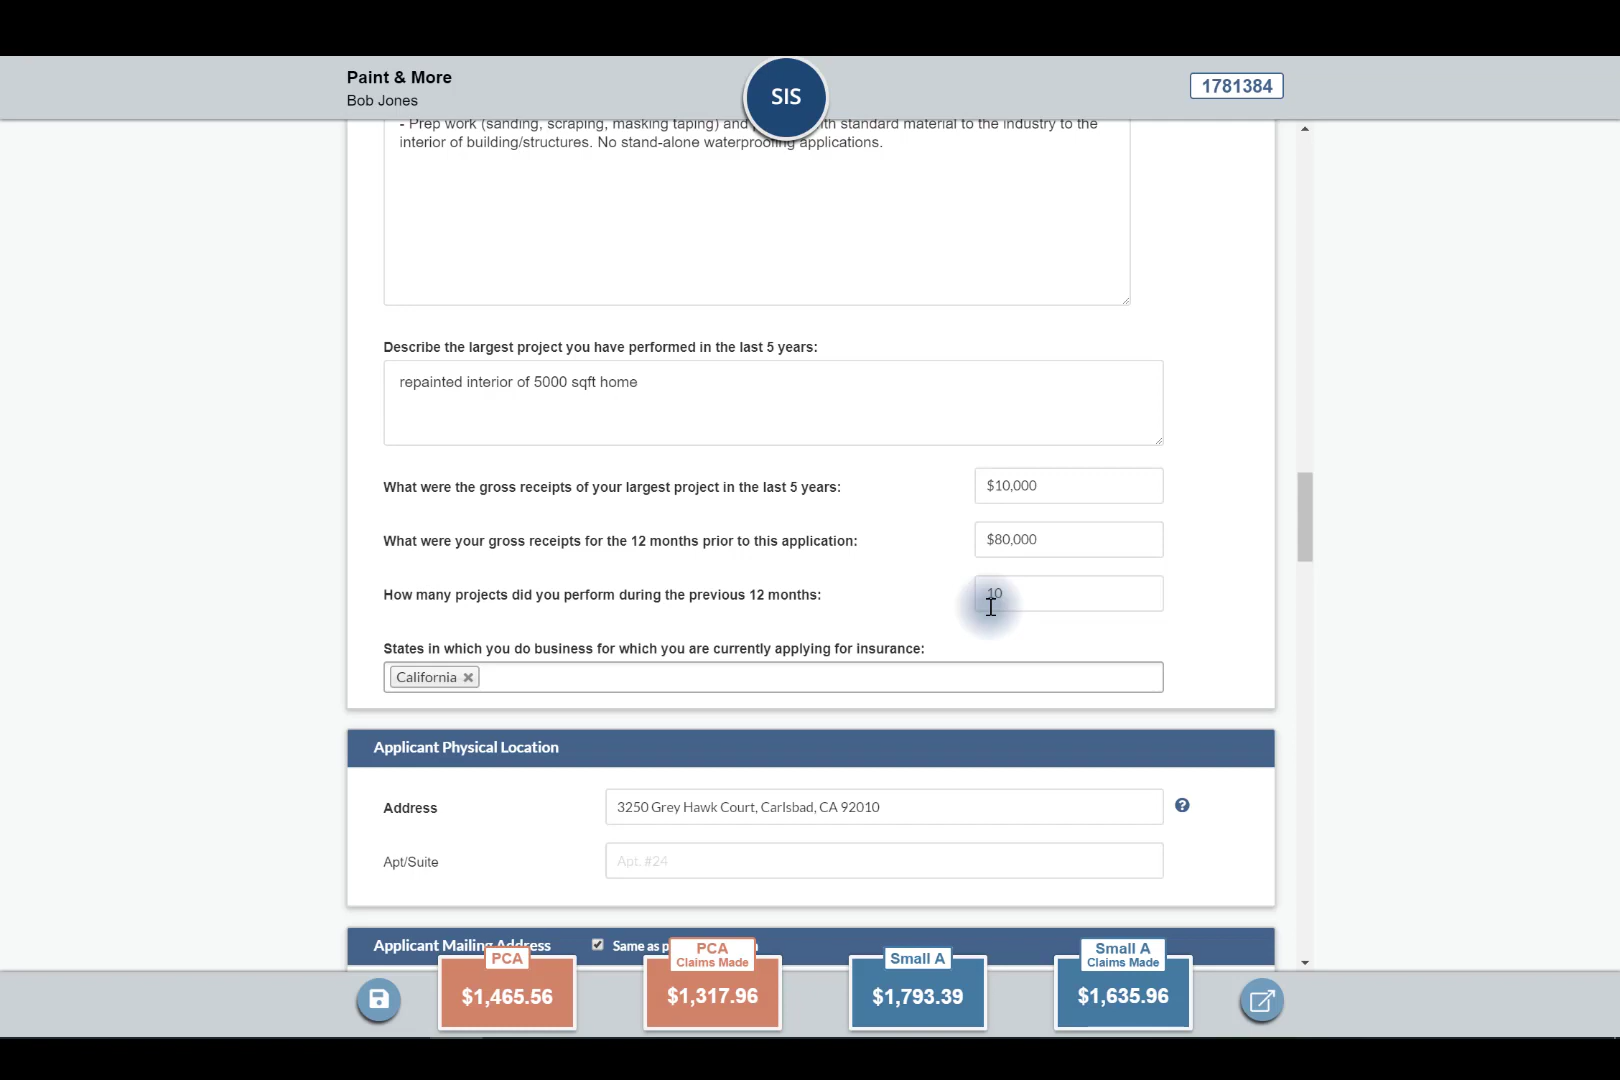 Paint & More
Bob Jones
SIS
1781384
- Prep work (sanding, scraping, masking taping) and th standard material to the industry to the
interior of building/structures. No stand-alone waterproofing applications.
Describe the largest project you have performed in the last 5 years:
repainted interior of 5000 sqft home
What were the gross receipts of your largest project in the last 5 years:
$10,000
What were your gross receipts for the 12 months prior to this application:
$80,000
How many projects did you perform during the previous 12 months:
10
States in which you do business for which you are currently applying for insurance:
California
Applicant Physical Location
Address
3250 Grey Hawk Court, Carlsbad, CA 92010
Apt/Suite
Apt. #24
Applicant Mailing Address
Same as p
PCA
$1,465.56
PCA
Claims Made
$1,317.96
Small A
$1,793.39
Small A
Claims Made
$1,635.96